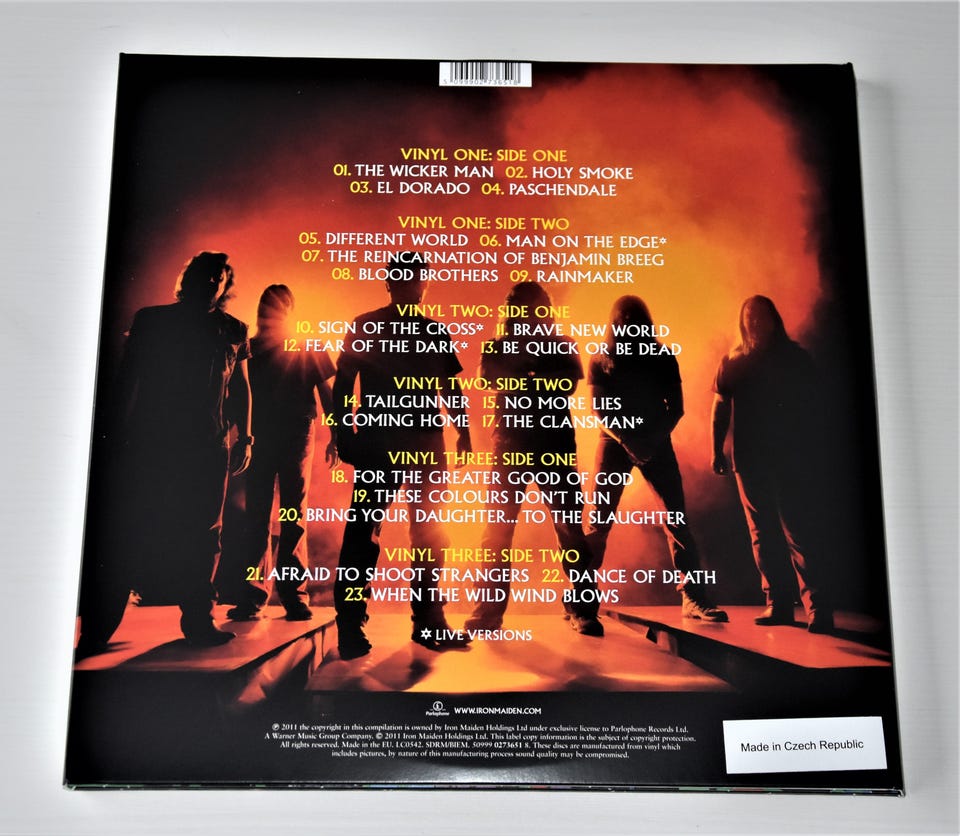 5 099902 736518
VINYL ONE: SIDE ONE
01. THE WICKER MAN 02. HOLY SMOKE
03. EL DORADO 04. PASCHENDALE
VINYL ONE: SIDE TWO
05. DIFFERENT WORLD 06. MAN ON THE EDGE✡
07. THE REINCARNATION OF BENJAMIN BREEG
08. BLOOD BROTHERS 09. RAINMAKER
VINYL TWO: SIDE ONE
10. SIGN OF THE CROSS✡ 11. BRAVE NEW WORLD
12. FEAR OF THE DARK✡ 13. BE QUICK OR BE DEAD
VINYL TWO: SIDE TWO
14. TAILGUNNER 15. NO MORE LIES
16. COMING HOME 17. THE CLANSMAN✡
VINYL THREE: SIDE ONE
18. FOR THE GREATER GOOD OF GOD
19. THESE COLOURS DON'T RUN
20. BRING YOUR DAUGHTER... TO THE SLAUGHTER
VINYL THREE: SIDE TWO
21. AFRAID TO SHOOT STRANGERS 22. DANCE OF DEATH
23. WHEN THE WILD WIND BLOWS
✡ LIVE VERSIONS
Parlophone WWW.IRONMAIDEN.COM
℗ 2011 the copyright in this compilation is owned by Iron Maiden Holdings Ltd under exclusive license to Parlophone Records Ltd.
A Warner Music Group Company. © 2011 Iron Maiden Holdings Ltd. This label copy information is the subject of copyright protection.
All rights reserved. Made in the EU. LC0542. SDRM/BIEM. 50999 0273651 8. These discs are manufactured from vinyl which
includes pictures, by nature of this manufacturing process sound quality may be compromised.
Made in Czech Republic